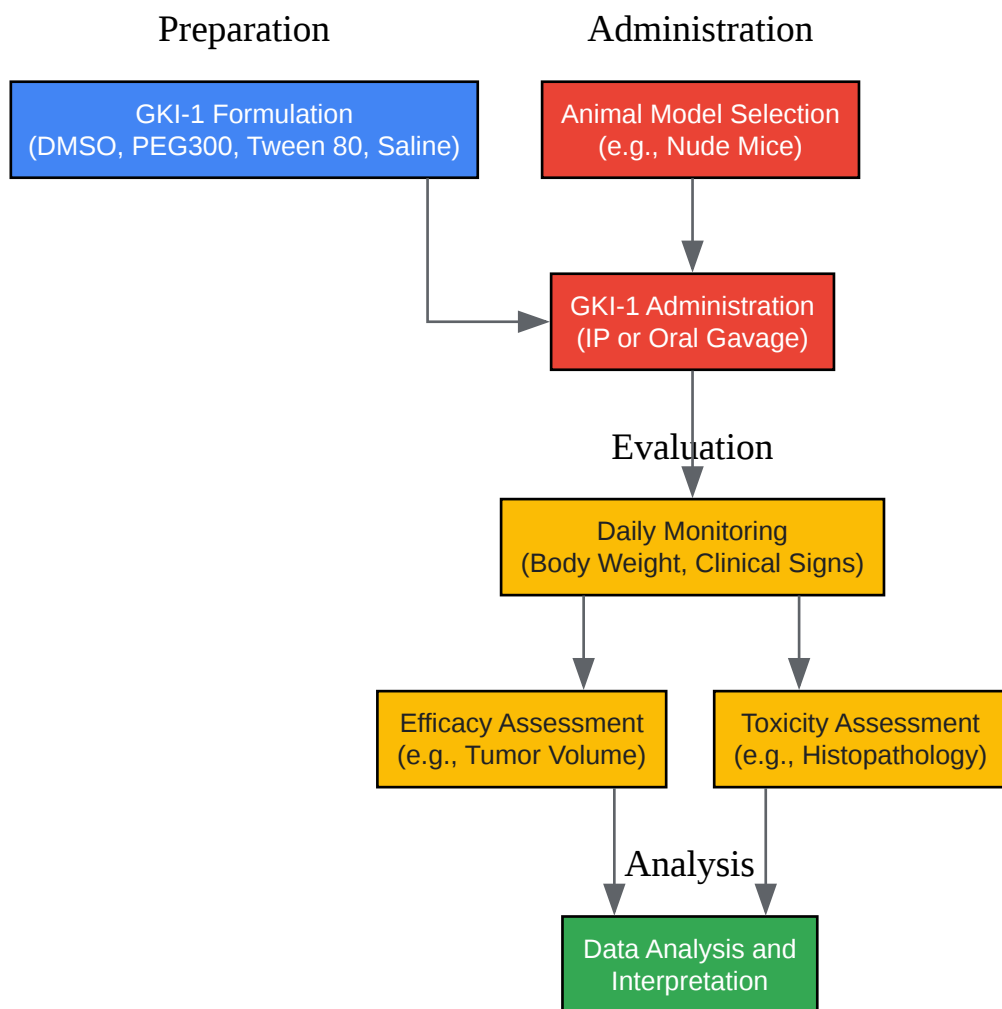 Preparation
Administration
GKI-1 Formulation
(DMSO, PEG300, Tween 80, Saline)
Animal Model Selection
(e.g., Nude Mice)
GKI-1 Administration
(IP or Oral Gavage)
Evaluation
Daily Monitoring
(Body Weight, Clinical Signs)
Efficacy Assessment
(e.g., Tumor Volume)
Toxicity Assessment
(e.g., Histopathology)
Analysis
Data Analysis and
Interpretation